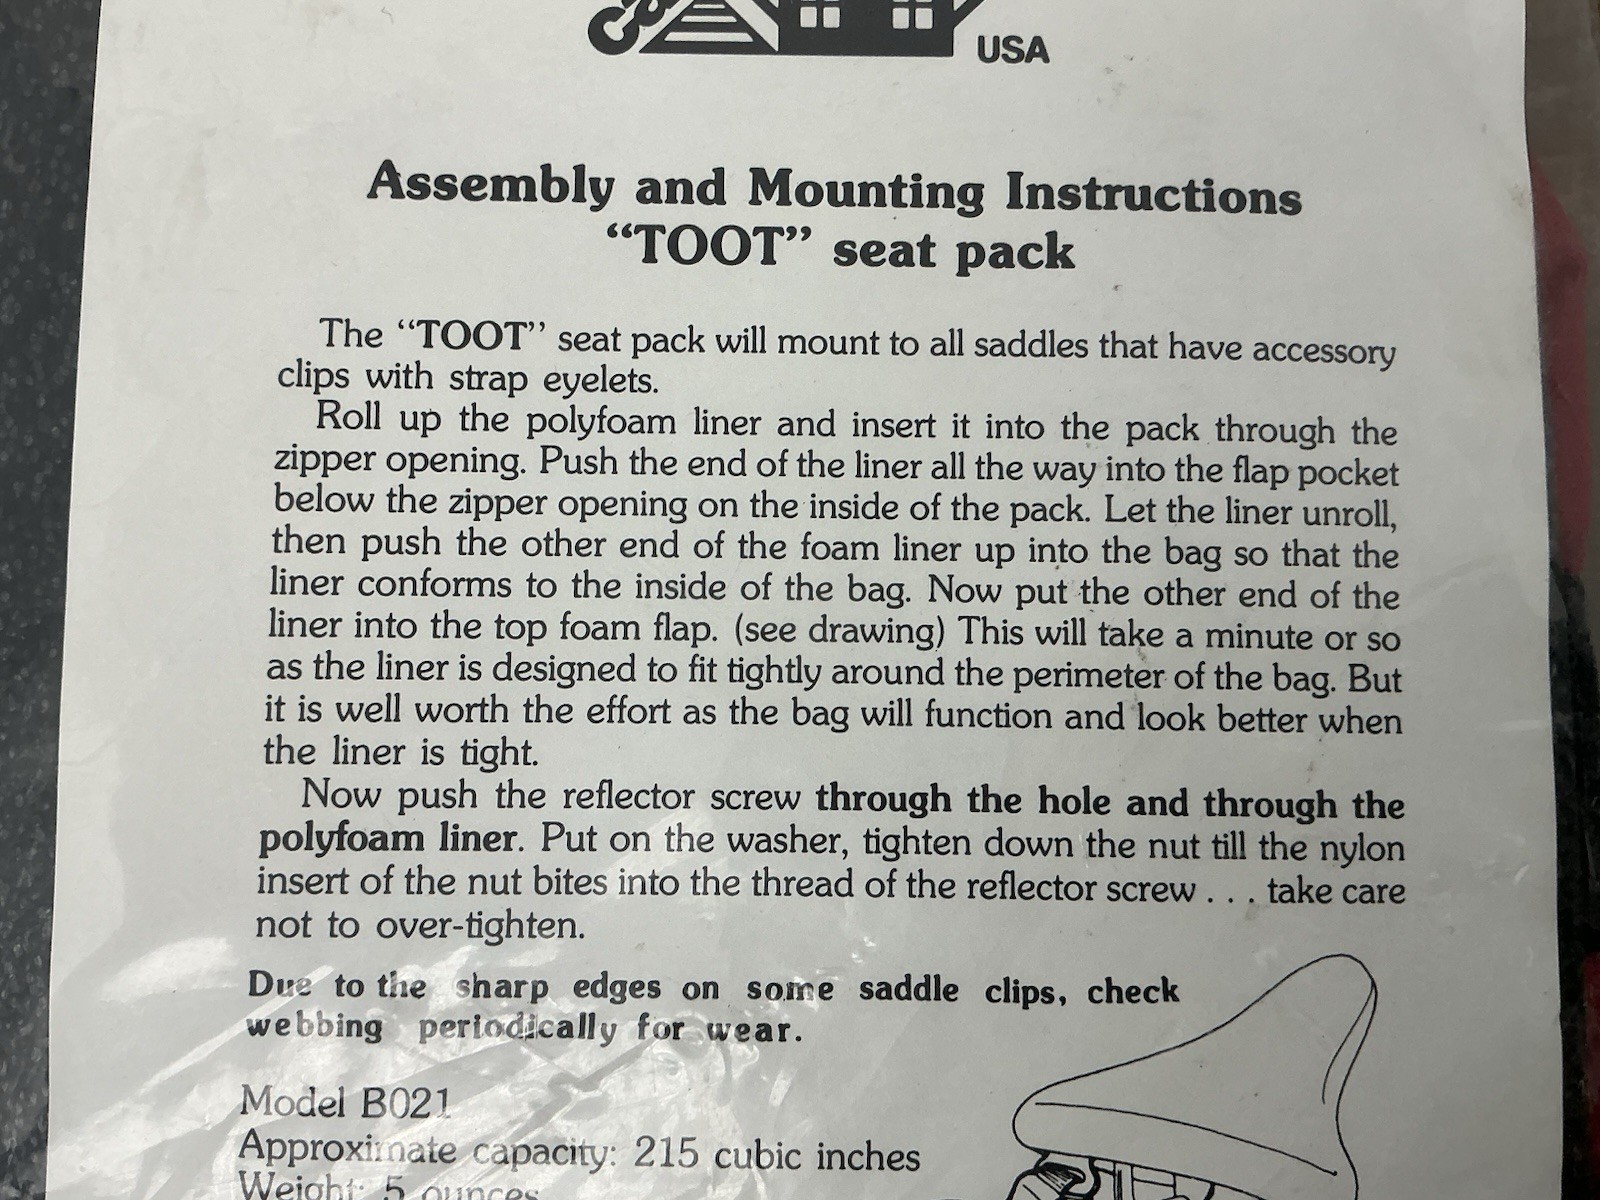 USA
Assembly and Mounting Instructions
“TOOT” seat pack
The “TOOT” seat pack will mount to all saddles that have accessory
clips with strap eyelets.
Roll up the polyfoam liner and insert it into the pack through the
zipper opening. Push the end of the liner all the way into the flap pocket
below the zipper opening on the inside of the pack. Let the liner unroll,
then push the other end of the foam liner up into the bag so that the
liner conforms to the inside of the bag. Now put the other end of the
liner into the top foam flap. (see drawing) This will take a minute or so
as the liner is designed to fit tightly around the perimeter of the bag. But
it is well worth the effort as the bag will function and look better when
the liner is tight.
Now push the reflector screw through the hole and through the
polyfoam liner. Put on the washer, tighten down the nut till the nylon
insert of the nut bites into the thread of the reflector screw . . . take care
not to over-tighten.
Due to the sharp edges on some saddle clips, check
webbing periodically for wear.
Model B021
Approximate capacity: 215 cubic inches
Weight: 5 ounces